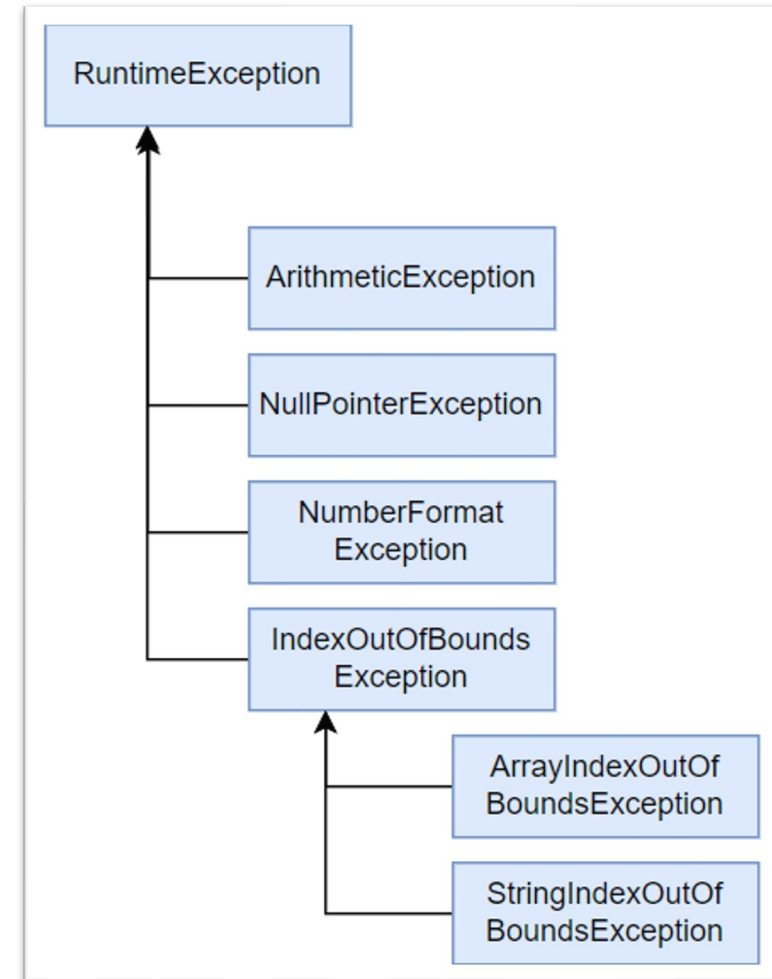 RuntimeException
ArithmeticException
NullPointerException
NumberFormat
Exception
IndexOutOfBounds
Exception
ArrayIndexOutOf
BoundsException
StringIndexOutOf
BoundsException